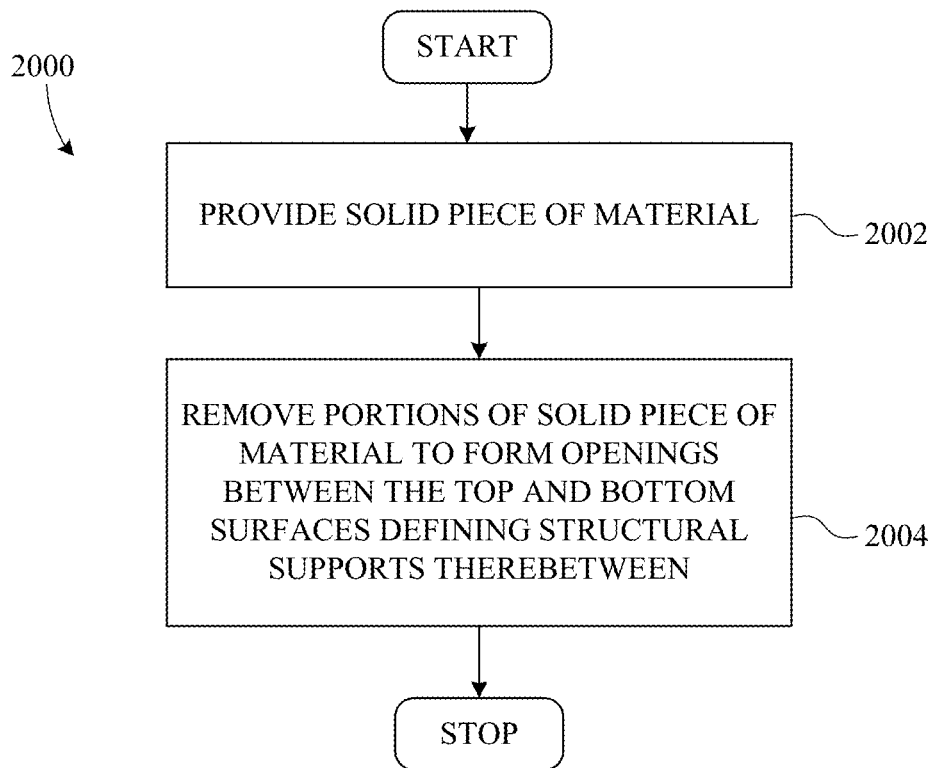 START
2000
PROVIDE SOLID PIECE OF MATERIAL
2002
REMOVE PORTIONS OF SOLID PIECE OF
MATERIAL TO FORM OPENINGS
BETWEEN THE TOP AND BOTTOM
SURFACES DEFINING STRUCTURAL
SUPPORTS THEREBETWEEN
2004
STOP